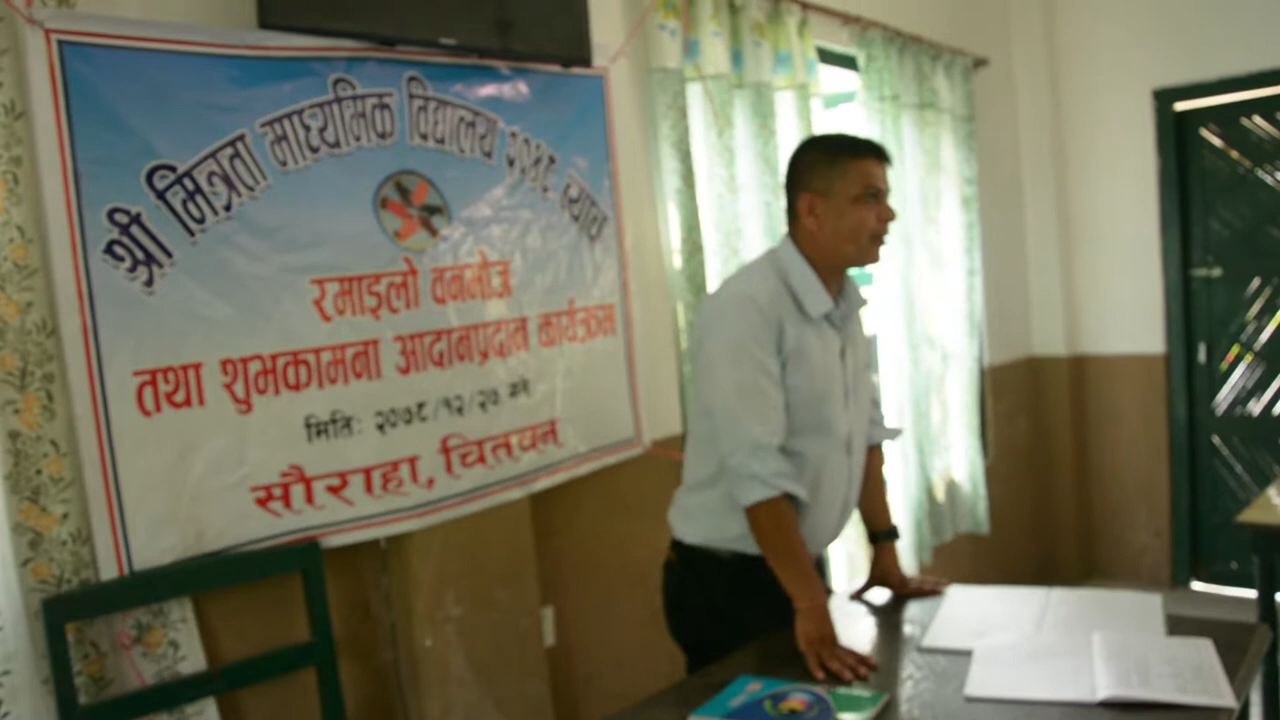 श्री मित्रता माध्यमिक विद्यालय २०४८ ब्याच
रमाइलो वनभोज
तथा शुभकामना आदानप्रदान कार्यक्रम
मितिः २०७८/१२/२७ गते
सौराहा, चितवन